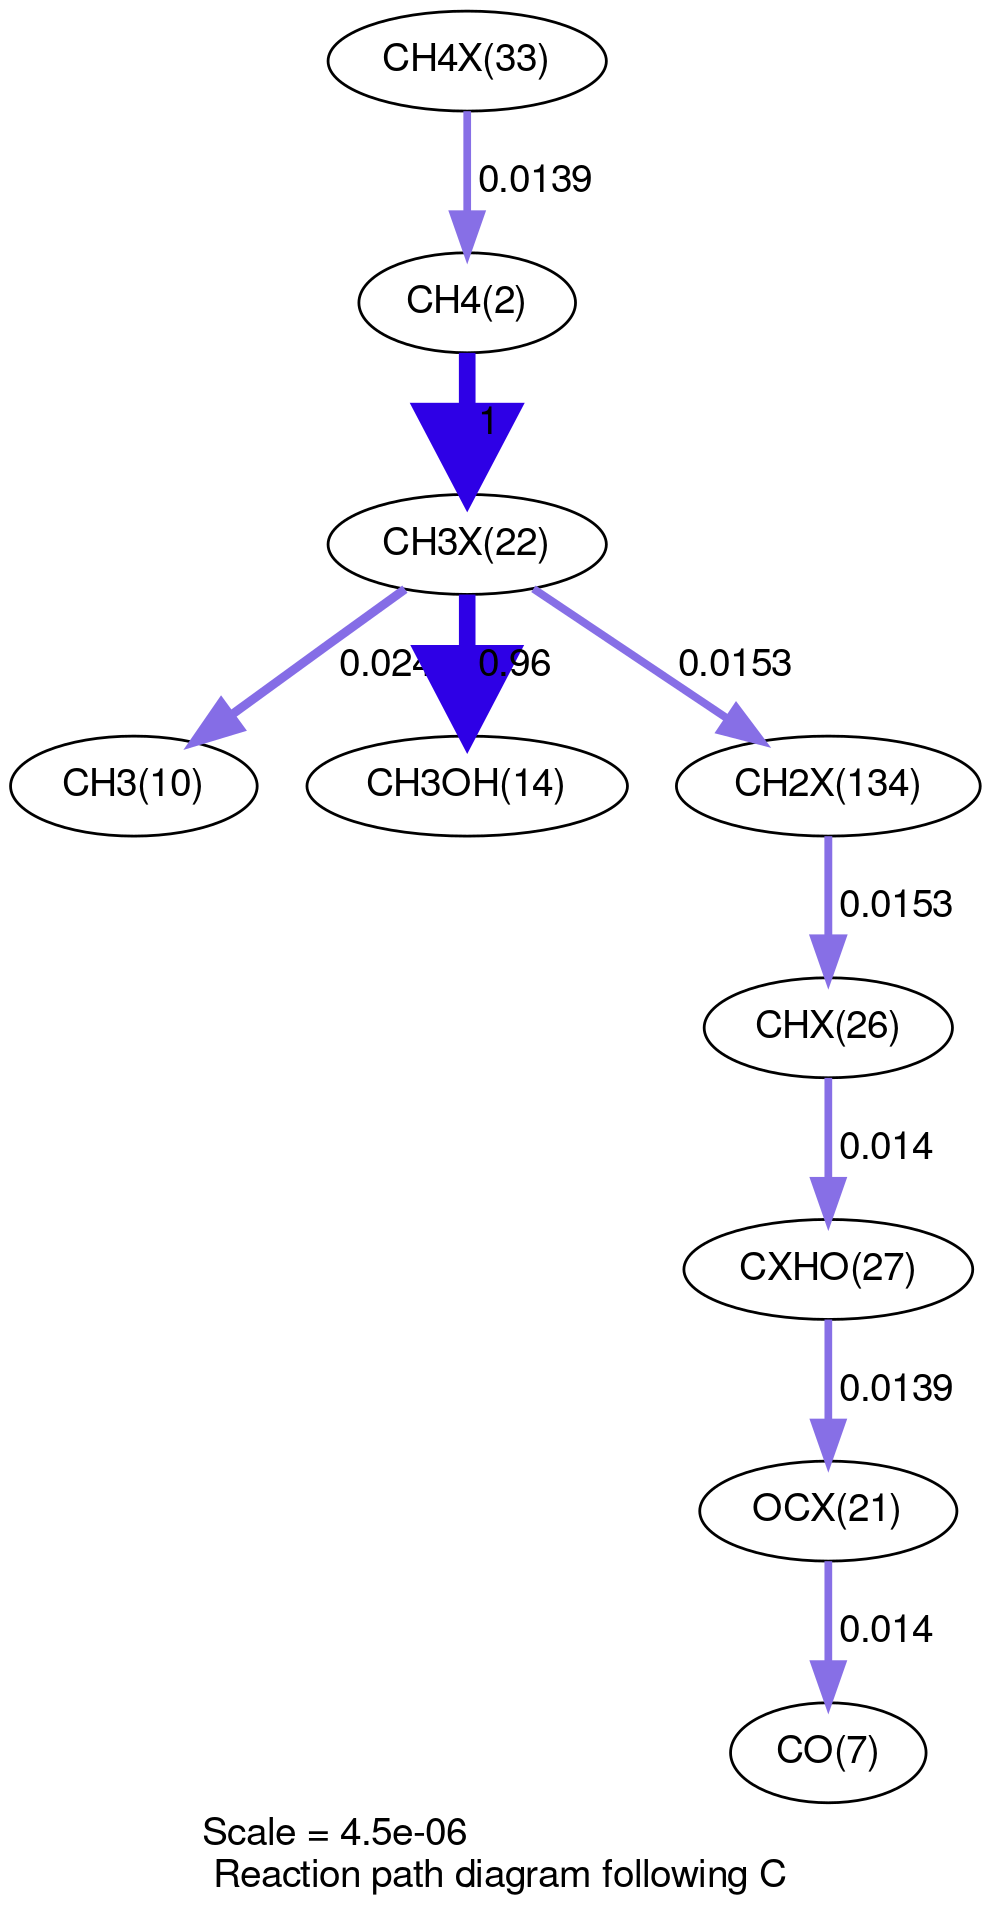 CH4X(33)
0.0139
CH4(2)
1
CH3X(22)
0.024
0.96
0.0153
CH3(10)
CH3OH(14)
CH2X(134)
0.0153
CHX(26)
0.014
CXHO(27)
0.0139
OCX(21)
0.014
CO(7)
Scale = 4.5e-06
Reaction path diagram following C